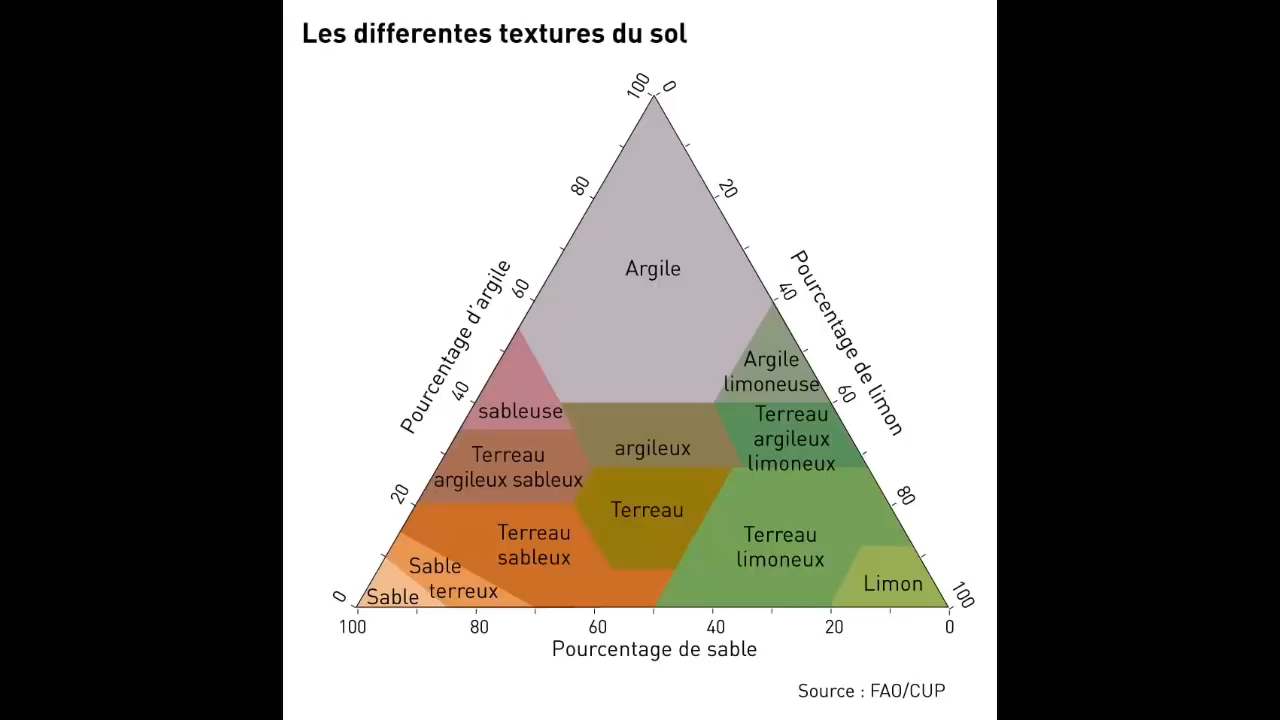 Les differentes textures du sol
100
0
80
20
Argile
Pourcentage d'argile
60
Pourcentage de limon
40
Argile
limoneuse
40
60
sableuse
Terreau
argileux
limoneux
argileux
Terreau
argileux sableux
20
80
Terreau
Terreau
sableux
Terreau
limoneux
Sable
terreux
Sable
Limon
0
100
100
80
60
40
20
0
Pourcentage de sable
Source : FAO/CUP